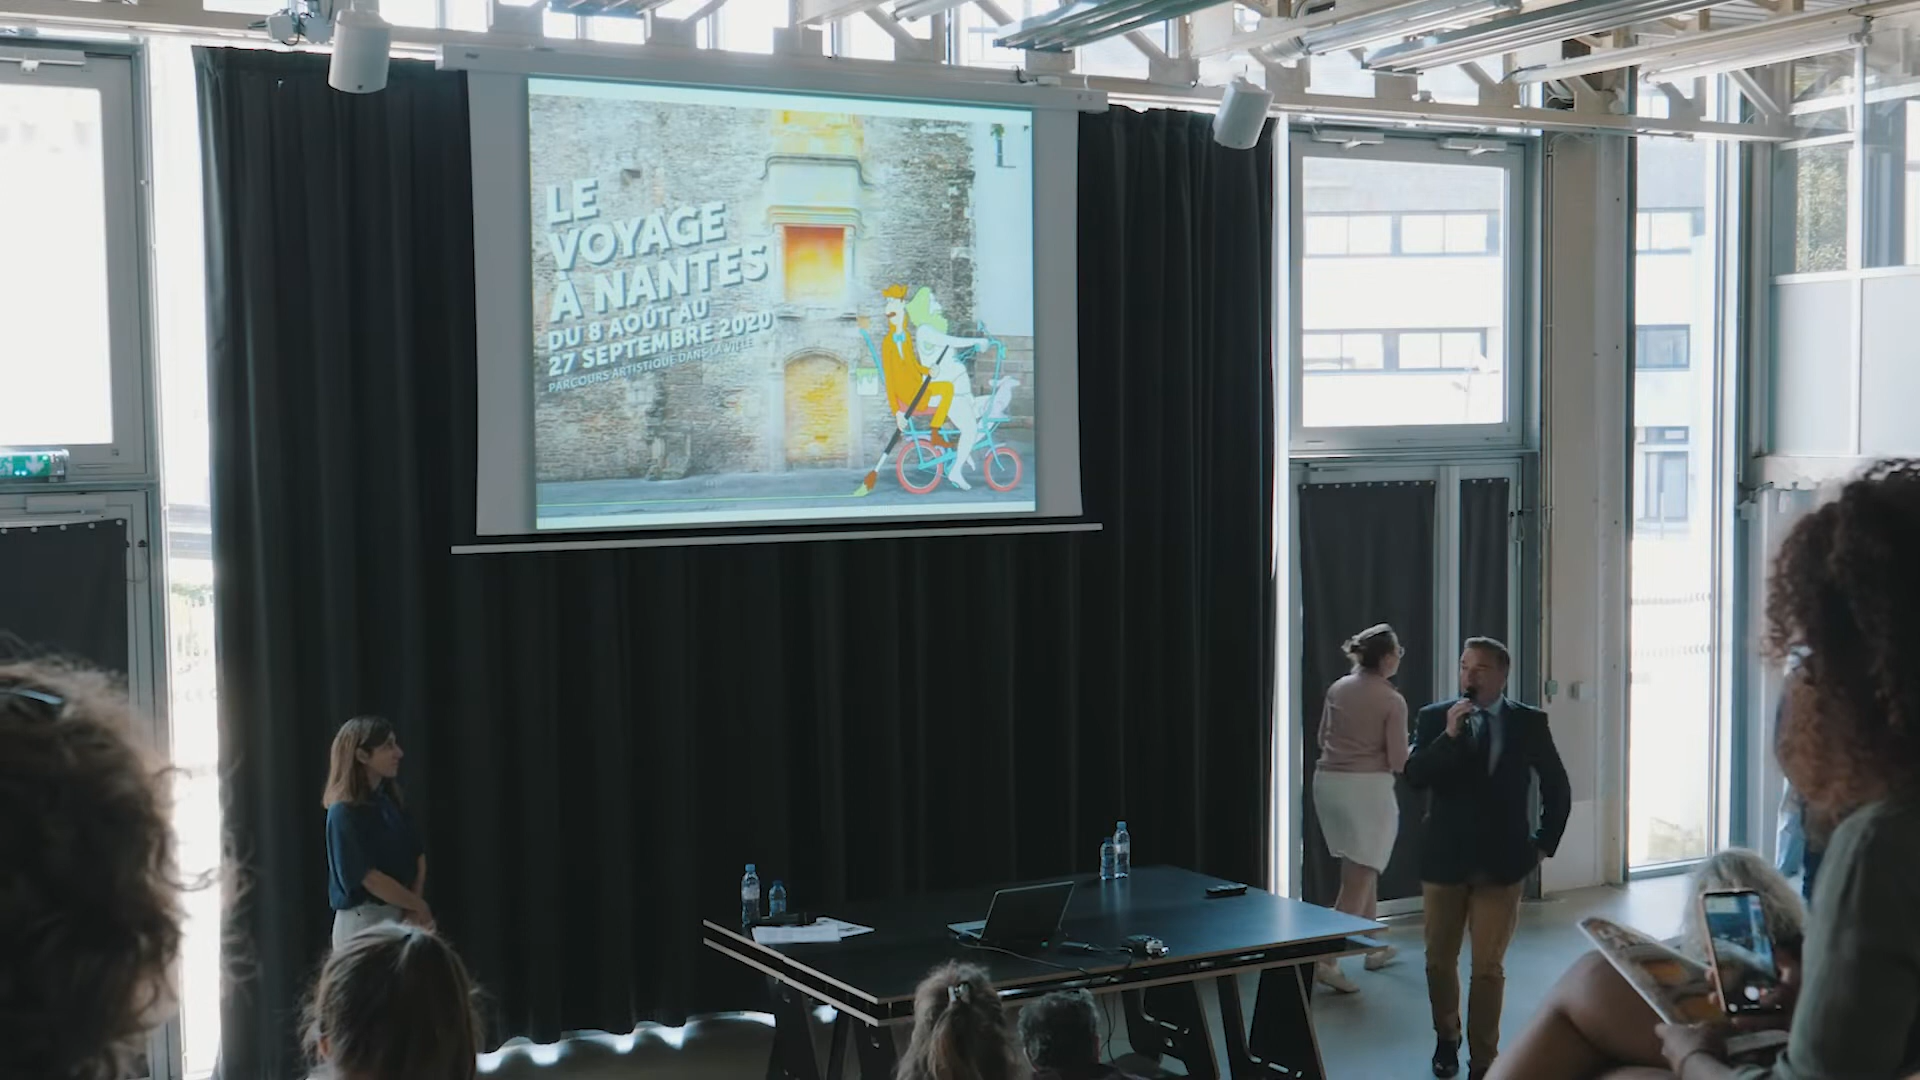 LE
VOYAGE
À NANTES
DU 8 AOÛT AU
27 SEPTEMBRE 2020
PARCOURS ARTISTIQUE DANS LA VILLE